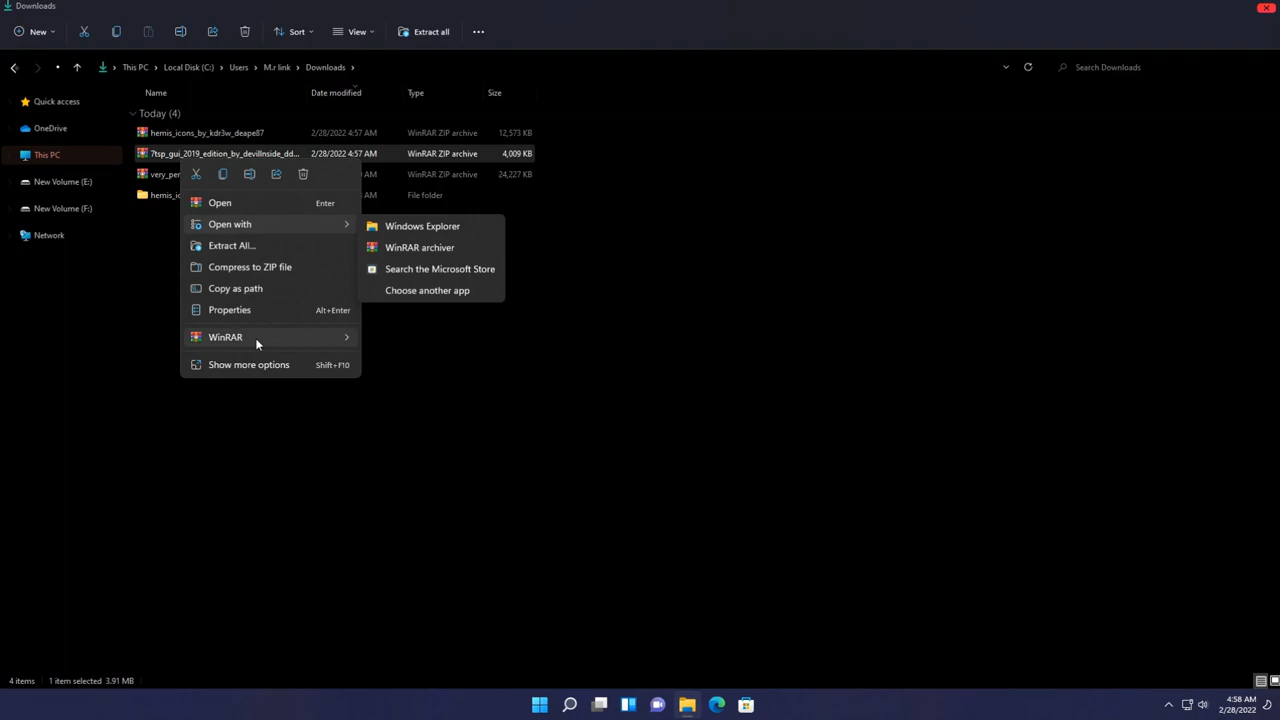 Downloads
New
Sort
View
Extract all
This PC > Local Disk (C:) > Users > M.r link > Downloads >
Search Downloads
Name Date modified Type Size
Today (4)
hemis_icons_by_kdr3w_deape87 2/28/2022 4:57 AM WinRAR ZIP archive 12,573 KB
7tsp_gui_2019_edition_by_devillnside_dd... 2/28/2022 4:57 AM WinRAR ZIP archive 4,009 KB
very_per AM WinRAR ZIP archive 24,227 KB
hemis_ic AM File folder
Quick access
OneDrive
This PC
New Volume (E:)
New Volume (F:)
Network
Open Enter
Open with
Extract All...
Compress to ZIP file
Copy as path
Properties Alt+Enter
WinRAR
Show more options Shift+F10
Windows Explorer
WinRAR archiver
Search the Microsoft Store
Choose another app
4 items 1 item selected 3.91 MB
4:58 AM
2/28/2022